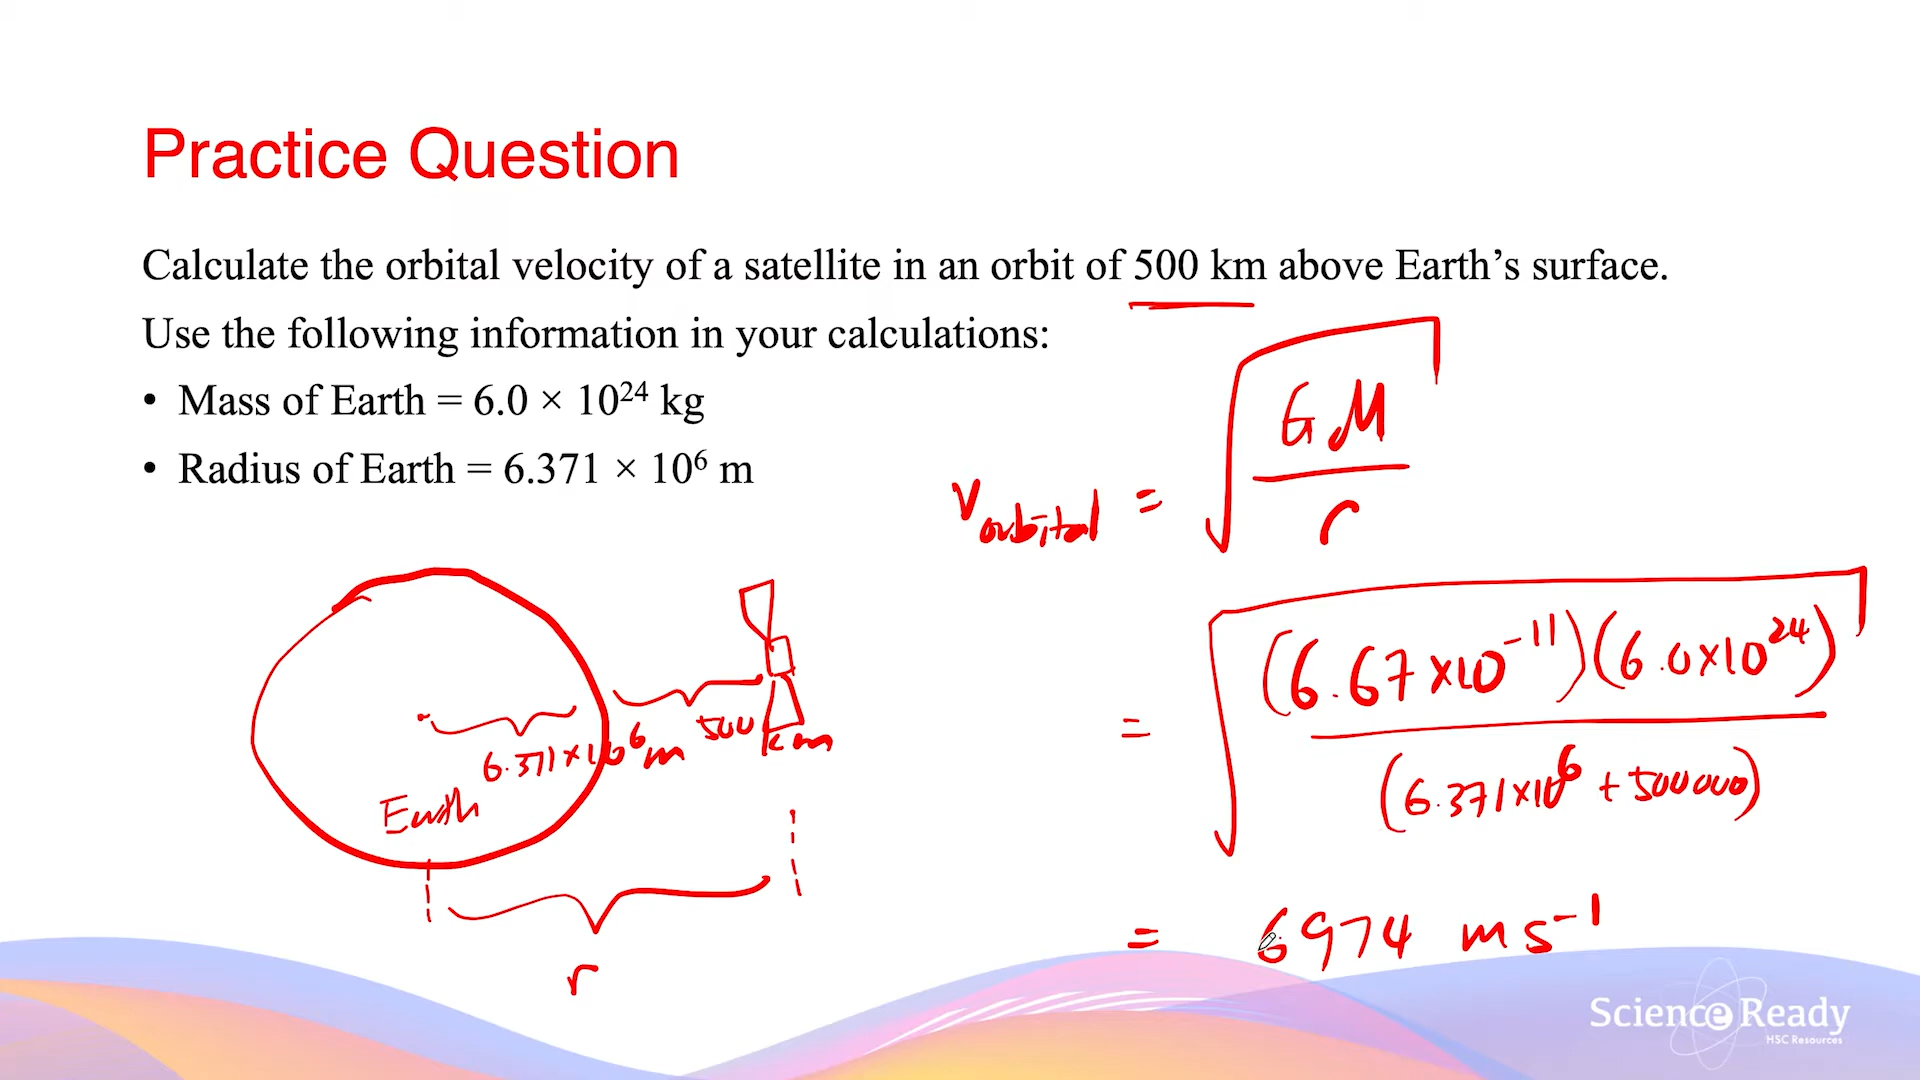 Practice Question
Calculate the orbital velocity of a satellite in an orbit of 500 km above Earth’s surface.
Use the following information in your calculations:
• Mass of Earth = 6.0 × 10²⁴ kg
• Radius of Earth = 6.371 × 10⁶ m
v orbital = √(GM / r)
= √((6.67×10⁻¹¹)(6.0×10²⁴) / (6.371×10⁶ + 500000))
= 6974 ms⁻¹
6.371×10⁶ m
500 km
Earth
r
Science Ready
HSC Resources